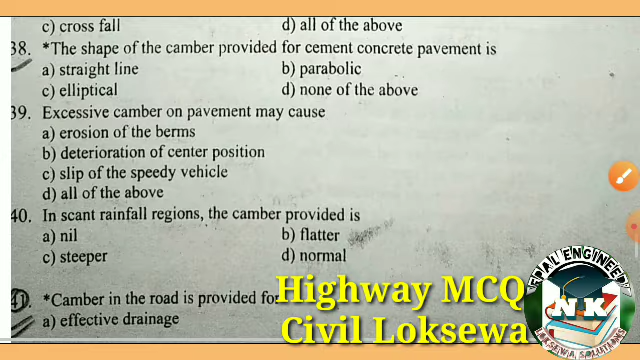 c) cross fall d) all of the above
38. *The shape of the camber provided for cement concrete pavement is
a) straight line b) parabolic
c) elliptical d) none of the above
39. Excessive camber on pavement may cause
a) erosion of the berms
b) deterioration of center position
c) slip of the speedy vehicle
d) all of the above
40. In scant rainfall regions, the camber provided is
a) nil b) flatter
c) steeper d) normal
41. *Camber in the road is provided for
a) effective drainage
Highway MCQ
Civil Loksewa
EPAL ENGINEER
N K
LOKSEWA SOLUTIONS